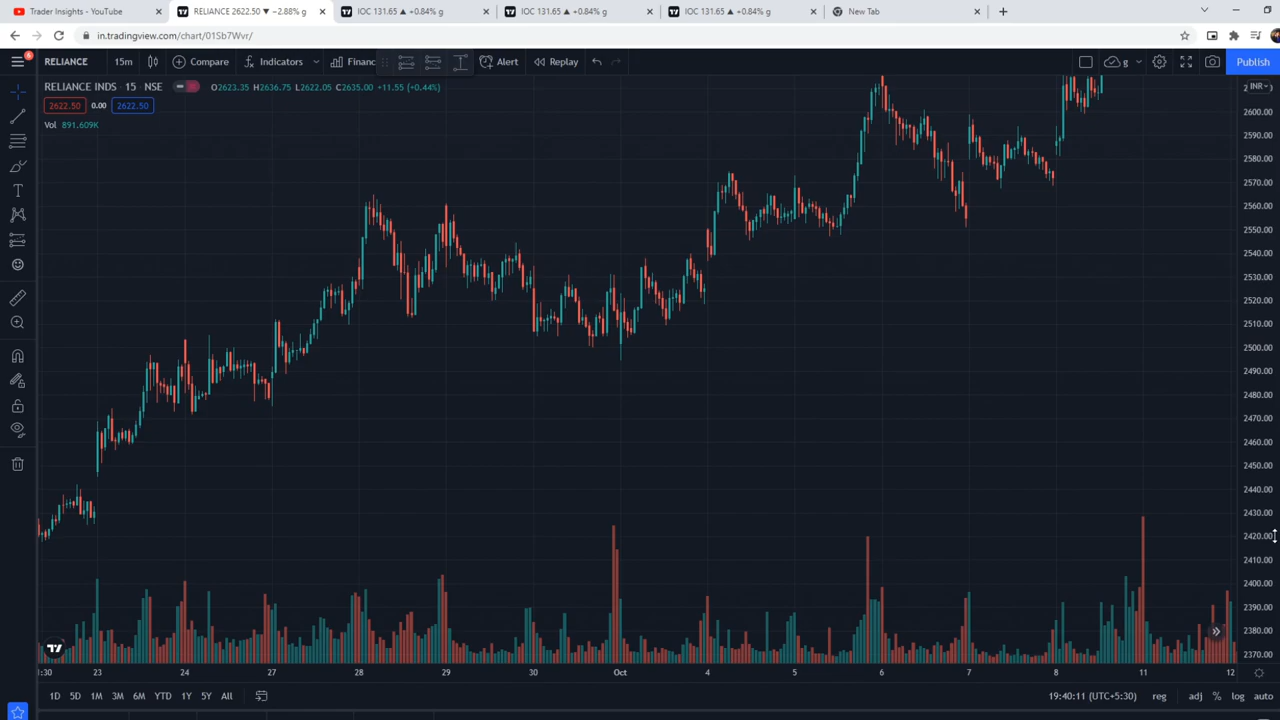 Trader Insights - YouTube
RELIANCE 2622.50 ▼ −2.88% g
IOC 131.65 ▲ +0.84% g
IOC 131.65 ▲ +0.84% g
IOC 131.65 ▲ +0.84% g
New Tab
in.tradingview.com/chart/01Sb7Wvr/
RELIANCE
15m
Compare
Indicators
Financ
Alert
Replay
g
Publish
RELIANCE INDS · 15 · NSE
O2623.35 H2636.75 L2622.05 C2635.00 +11.55 (+0.44%)
INR
2622.50 0.00 2622.50
Vol 891.609K
2600.00
2590.00
2580.00
2570.00
2560.00
2550.00
2540.00
2530.00
2520.00
2510.00
2500.00
2490.00
2480.00
2470.00
2460.00
2450.00
2440.00
2430.00
2420.00
2410.00
2400.00
2390.00
2380.00
2370.00
:30 23 24 27 28 29 30 Oct 4 5 6 7 8 11 12
1D 5D 1M 3M 6M YTD 1Y 5Y All
19:40:11 (UTC+5:30) reg adj % log auto